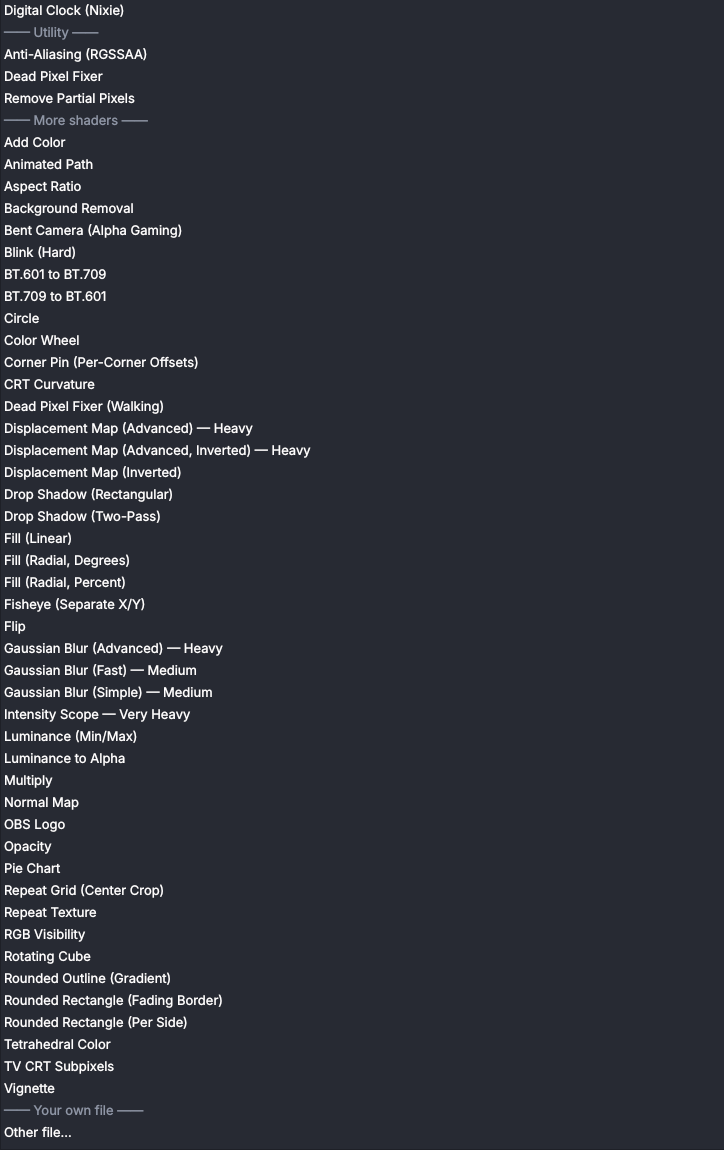 Digital Clock (Nixie)
—— Utility ——
Anti-Aliasing (RGSSAA)
Dead Pixel Fixer
Remove Partial Pixels
—— More shaders ——
Add Color
Animated Path
Aspect Ratio
Background Removal
Bent Camera (Alpha Gaming)
Blink (Hard)
BT.601 to BT.709
BT.709 to BT.601
Circle
Color Wheel
Corner Pin (Per-Corner Offsets)
CRT Curvature
Dead Pixel Fixer (Walking)
Displacement Map (Advanced) — Heavy
Displacement Map (Advanced, Inverted) — Heavy
Displacement Map (Inverted)
Drop Shadow (Rectangular)
Drop Shadow (Two-Pass)
Fill (Linear)
Fill (Radial, Degrees)
Fill (Radial, Percent)
Fisheye (Separate X/Y)
Flip
Gaussian Blur (Advanced) — Heavy
Gaussian Blur (Fast) — Medium
Gaussian Blur (Simple) — Medium
Intensity Scope — Very Heavy
Luminance (Min/Max)
Luminance to Alpha
Multiply
Normal Map
OBS Logo
Opacity
Pie Chart
Repeat Grid (Center Crop)
Repeat Texture
RGB Visibility
Rotating Cube
Rounded Outline (Gradient)
Rounded Rectangle (Fading Border)
Rounded Rectangle (Per Side)
Tetrahedral Color
TV CRT Subpixels
Vignette
—— Your own file ——
Other file...